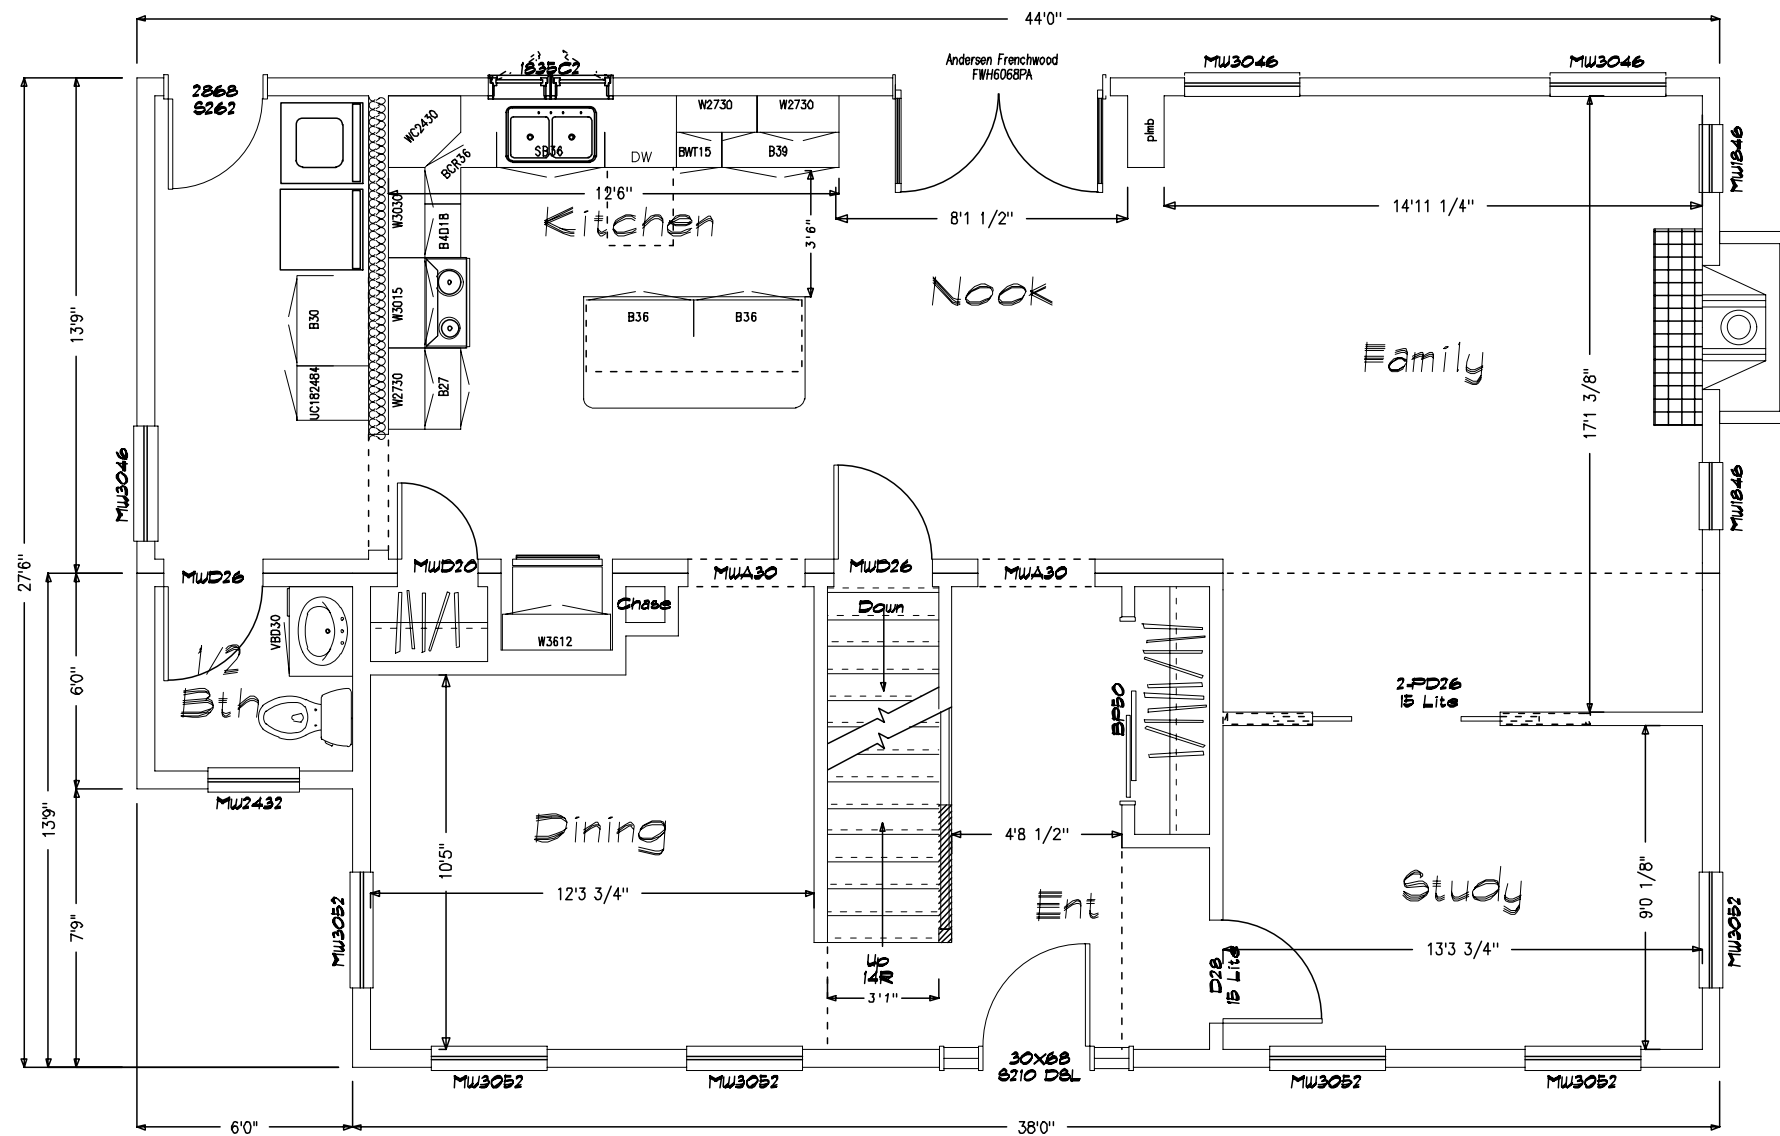 44'0"
Andersen Frenchwood
FWH6068PA
MW3046
MW3046
1835C2
2868
S262
WC2430
W2730
W2730
BWT15
B39
SB36
DW
BCR36
plmb
MW1846
12'6"
Kitchen
8'1 1/2"
14'11 1/4"
W3030
B4D18
3'6"
Nook
W3015
B30
B36
B36
13'9"
Family
17'1 3/8"
UC182484
W2730
B27
MW3046
MW1846
27'6"
MWD26
MWD20
MWA30
MWD26
MWA30
Chase
Down
VBD30
W3612
1/2
Bth
6'0"
2-PD26
15 Lite
BP50
MW2432
13'9"
Dining
4'8 1/2"
10'5"
12'3 3/4"
Ent
Study
9'0 1/8"
7'9"
MW3052
MW3052
13'3 3/4"
D28
15 Lite
Up
14R
3'1"
30X68
S210 DSL
MW3052
MW3052
MW3052
MW3052
6'0"
38'0"